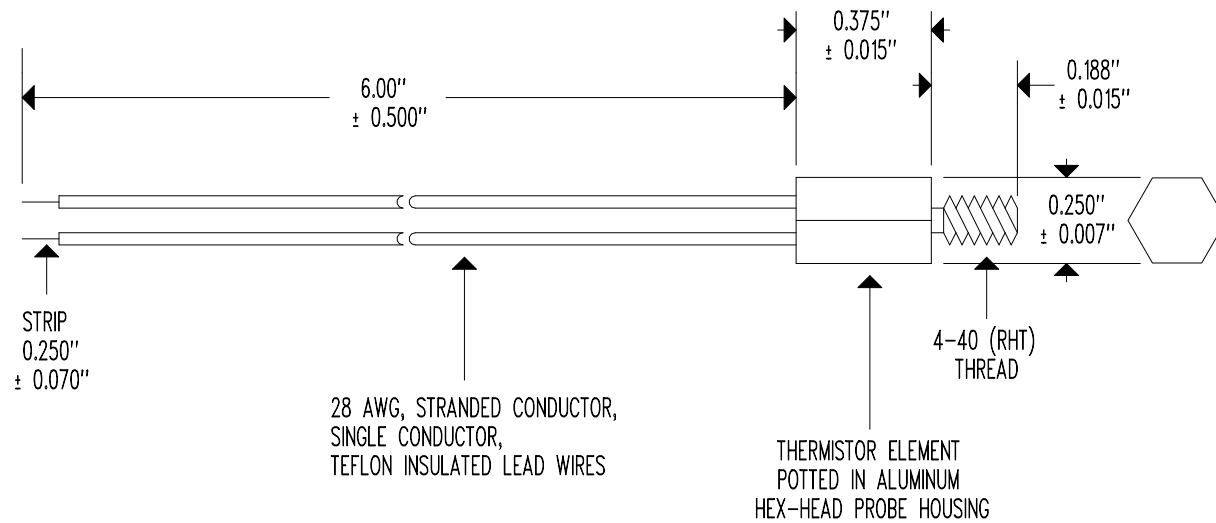 0.375"
± 0.015"
6.00"
± 0.500"
0.188"
± 0.015"
0.250"
± 0.007"
STRIP
0.250"
± 0.070"
4-40 (RHT)
THREAD
28 AWG, STRANDED CONDUCTOR,
SINGLE CONDUCTOR,
TEFLON INSULATED LEAD WIRES
THERMISTOR ELEMENT
POTTED IN ALUMINUM
HEX-HEAD PROBE HOUSING